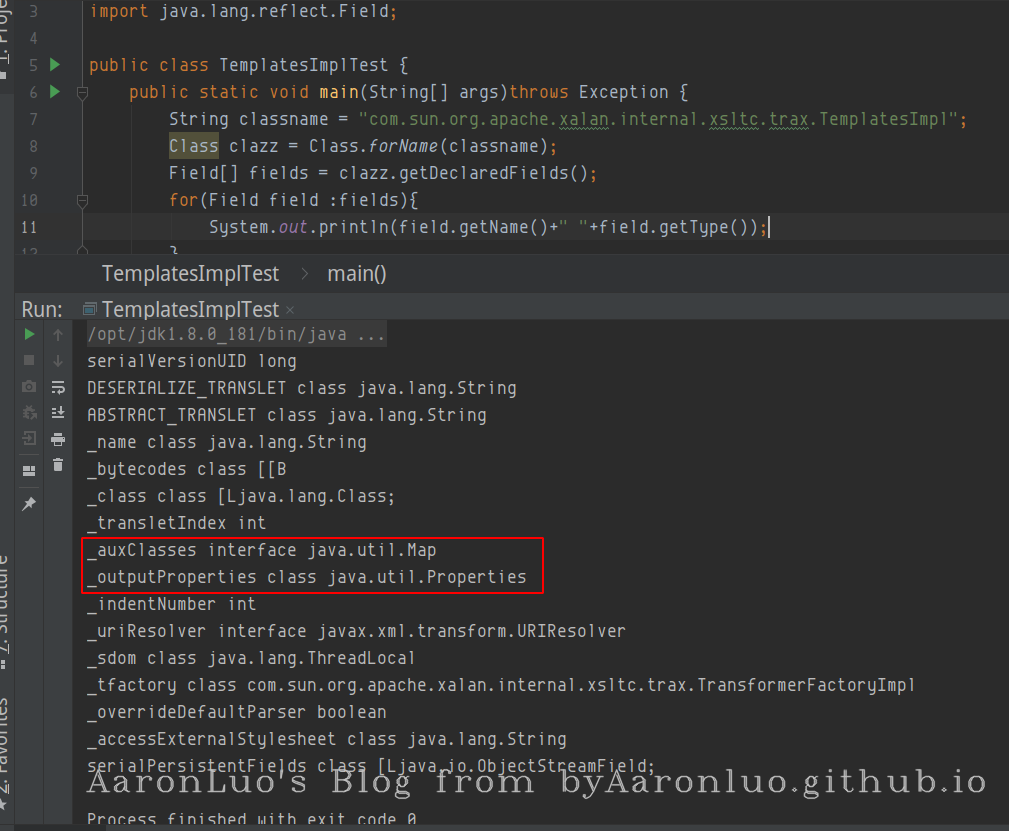 3 import java.lang.reflect.Field;
4
5 public class TemplatesImplTest {
6 public static void main(String[] args)throws Exception {
7 String classname = "com.sun.org.apache.xalan.internal.xsltc.trax.TemplatesImpl";
8 Class clazz = Class.forName(classname);
9 Field[] fields = clazz.getDeclaredFields();
10 for(Field field :fields){
11 System.out.println(field.getName()+" "+field.getType());
12 }
TemplatesImplTest > main()
Run: TemplatesImplTest ×
/opt/jdk1.8.0_181/bin/java ...
serialVersionUID long
DESERIALIZE_TRANSLET class java.lang.String
ABSTRACT_TRANSLET class java.lang.String
_name class java.lang.String
_bytecodes class [[B
_class class [Ljava.lang.Class;
_transletIndex int
_auxClasses interface java.util.Map
_outputProperties class java.util.Properties
_indentNumber int
_uriResolver interface javax.xml.transform.URIResolver
_sdom class java.lang.ThreadLocal
_tfactory class com.sun.org.apache.xalan.internal.xsltc.trax.TransformerFactoryImpl
_overrideDefaultParser boolean
_accessExternalStylesheet class java.lang.String
serialPersistentFields class [Ljava.io.ObjectStreamField;
AaronLuo's Blog from byAaronluo.github.io
Process finished with exit code 0
7: Structure
2: Favorites